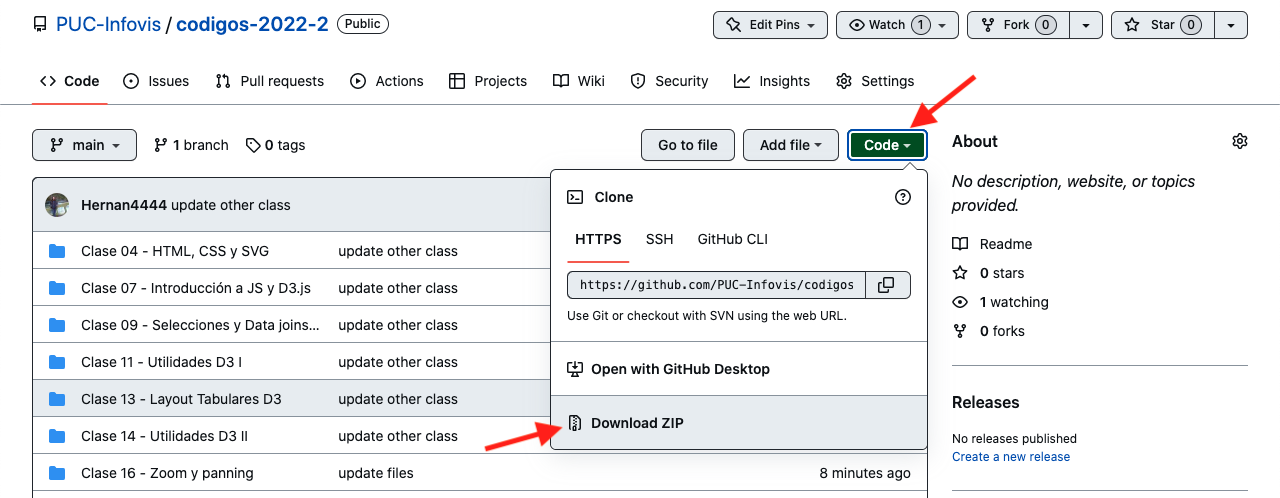 PUC-Infovis / codigos-2022-2 Public
Edit Pins Watch 1 Fork 0 Star 0
<> Code Issues Pull requests Actions Projects Wiki Security Insights Settings
main 1 branch 0 tags Go to file Add file Code
Hernan4444 update other class
Clase 04 - HTML, CSS y SVG update other class
Clase 07 - Introducción a JS y D3.js update other class
Clase 09 - Selecciones y Data joins... update other class
Clase 11 - Utilidades D3 I update other class
Clase 13 - Layout Tabulares D3 update other class
Clase 14 - Utilidades D3 II update other class
Clase 16 - Zoom y panning update files 8 minutes ago
Clone
HTTPS SSH GitHub CLI
https://github.com/PUC-Infovis/codigos
Use Git or checkout with SVN using the web URL.
Open with GitHub Desktop
Download ZIP
About
No description, website, or topics
provided.
Readme
0 stars
1 watching
0 forks
Releases
No releases published
Create a new release